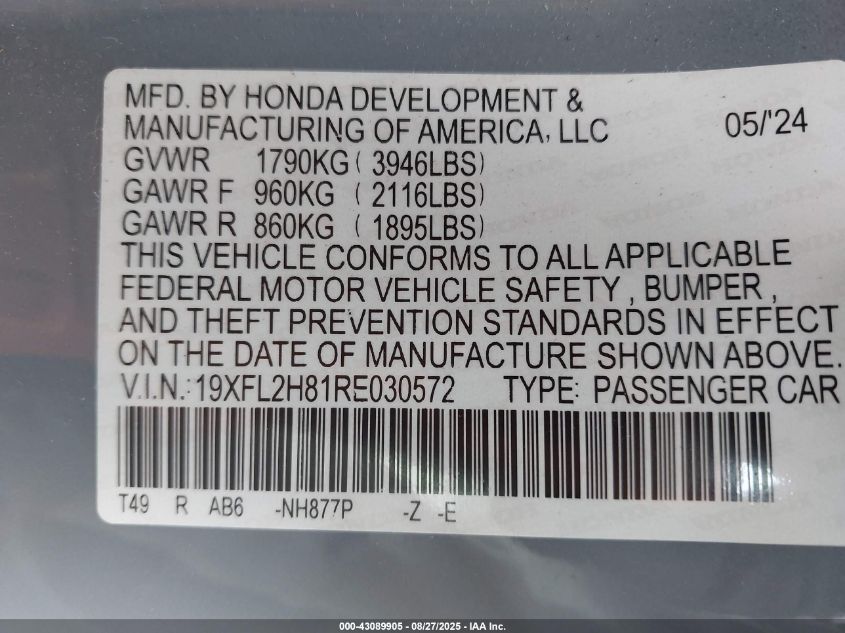 MFD. BY HONDA DEVELOPMENT &
MANUFACTURING OF AMERICA, LLC 05/'24
GVWR 1790KG ( 3946LBS)
GAWR F 960KG ( 2116LBS)
GAWR R 860KG ( 1895LBS)
THIS VEHICLE CONFORMS TO ALL APPLICABLE
FEDERAL MOTOR VEHICLE SAFETY , BUMPER ,
AND THEFT PREVENTION STANDARDS IN EFFECT
ON THE DATE OF MANUFACTURE SHOWN ABOVE.
V.I.N.: 19XFL2H81RE030572 TYPE: PASSENGER CAR
T49 R AB6 -NH877P -Z -E
000-43089905 - 08/27/2025 - IAA Inc.